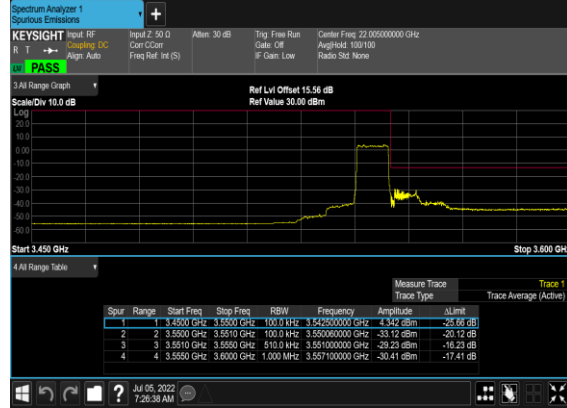 Spectrum Analyzer 1
Spurious Emissions
KEYSIGHT Input: RF Input Z: 50 Ω Atten: 30 dB Trig: Free Run Center Freq: 22.005000000 GHz
R T Coupling: DC Corr CCorr Gate: Off Avg|Hold: 100/100
Align: Auto Freq Ref: Int (S) IF Gain: Low Radio Std: None
PASS
3 All Range Graph
Ref Lvl Offset 15.56 dB
Scale/Div 10.0 dB Ref Value 30.00 dBm
Log
20.0
10.0
0.00
-10.0
-20.0
-30.0
-40.0
-50.0
-60.0
Start 3.450 GHz Stop 3.600 GHz
4 All Range Table
Measure Trace Trace 1
Trace Type Trace Average (Active)
Spur Range Start Freq Stop Freq RBW Frequency Amplitude ΔLimit
1 1 3.4500 GHz 3.5500 GHz 100.0 kHz 3.542500000 GHz 4.342 dBm -25.66 dB
2 2 3.5500 GHz 3.5510 GHz 100.0 kHz 3.550060000 GHz -33.12 dBm -20.12 dB
3 3 3.5510 GHz 3.5550 GHz 510.0 kHz 3.551000000 GHz -29.23 dBm -16.23 dB
4 4 3.5550 GHz 3.6000 GHz 1.000 MHz 3.557100000 GHz -30.41 dBm -17.41 dB
Jul 05, 2022
7:26:38 AM